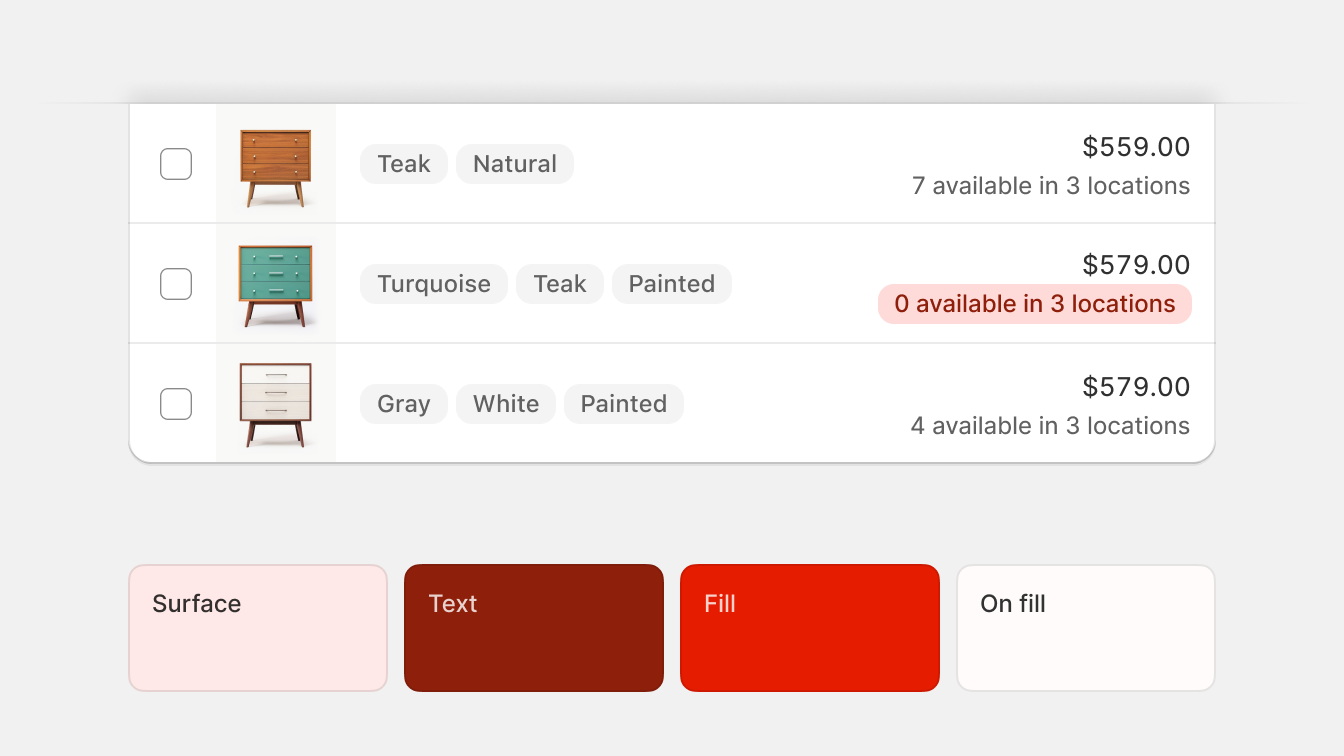 $559.00
Teak Natural
7 available in 3 locations
$579.00
Turquoise Teak Painted
0 available in 3 locations
$579.00
Gray White Painted
4 available in 3 locations
Surface Text Fill On fill